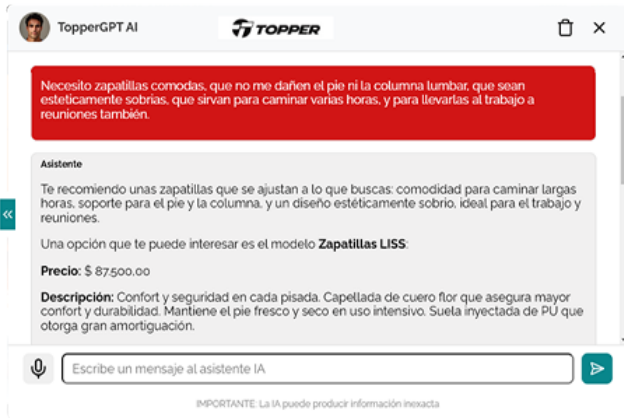 TopperGPT AI
TOPPER
Necesito zapatillas comodas, que no me dañen el pie ni la columna lumbar, que sean
esteticamente sobrias, que sirvan para caminar varias horas, y para llevarlas al trabajo a
reuniones también.
Asistente
Te recomiendo unas zapatillas que se ajustan a lo que buscas: comodidad para caminar largas
horas, soporte para el pie y la columna, y un diseño estéticamente sobrio, ideal para el trabajo y
reuniones.
Una opción que te puede interesar es el modelo Zapatillas LISS:
Precio: $ 87.500,00
Descripción: Confort y seguridad en cada pisada. Capellada de cuero flor que asegura mayor
confort y durabilidad. Mantiene el pie fresco y seco en uso intensivo. Suela inyectada de PU que
otorga gran amortiguación.
Escribe un mensaje al asistente IA
IMPORTANTE: La IA puede producir información inexacta